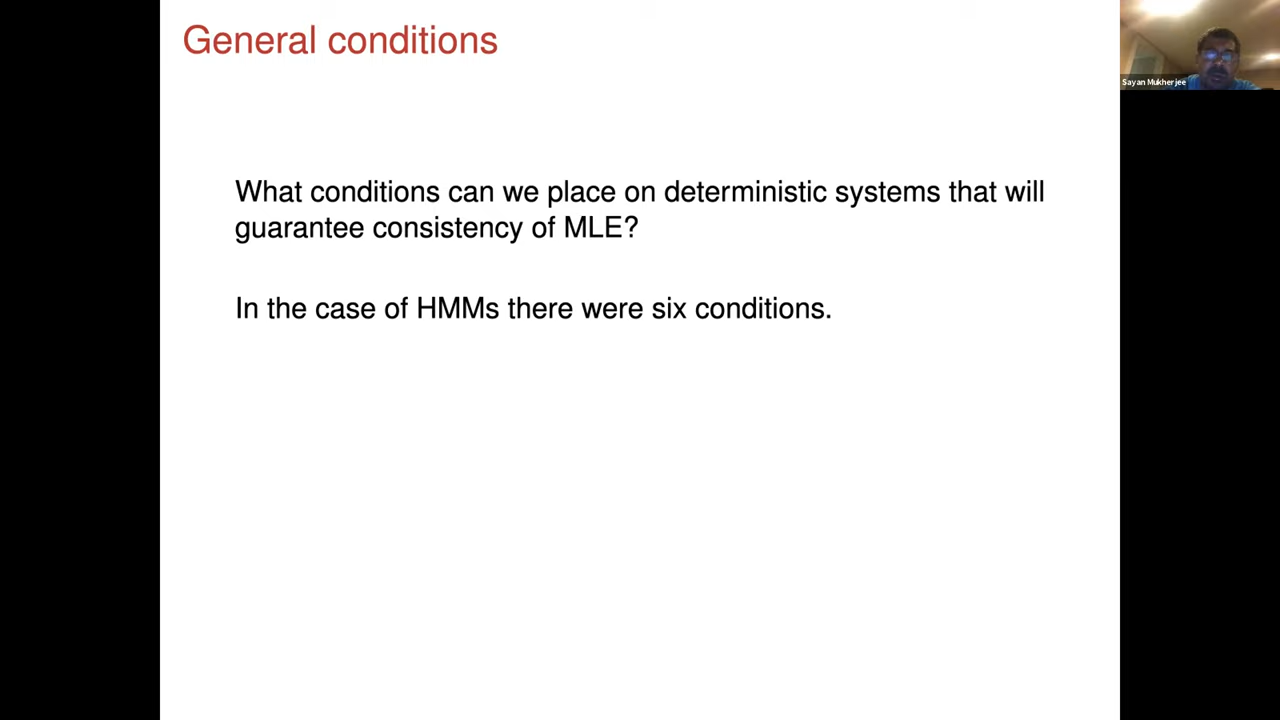 General conditions
Sayan Mukherjee
What conditions can we place on deterministic systems that will
guarantee consistency of MLE?
In the case of HMMs there were six conditions.